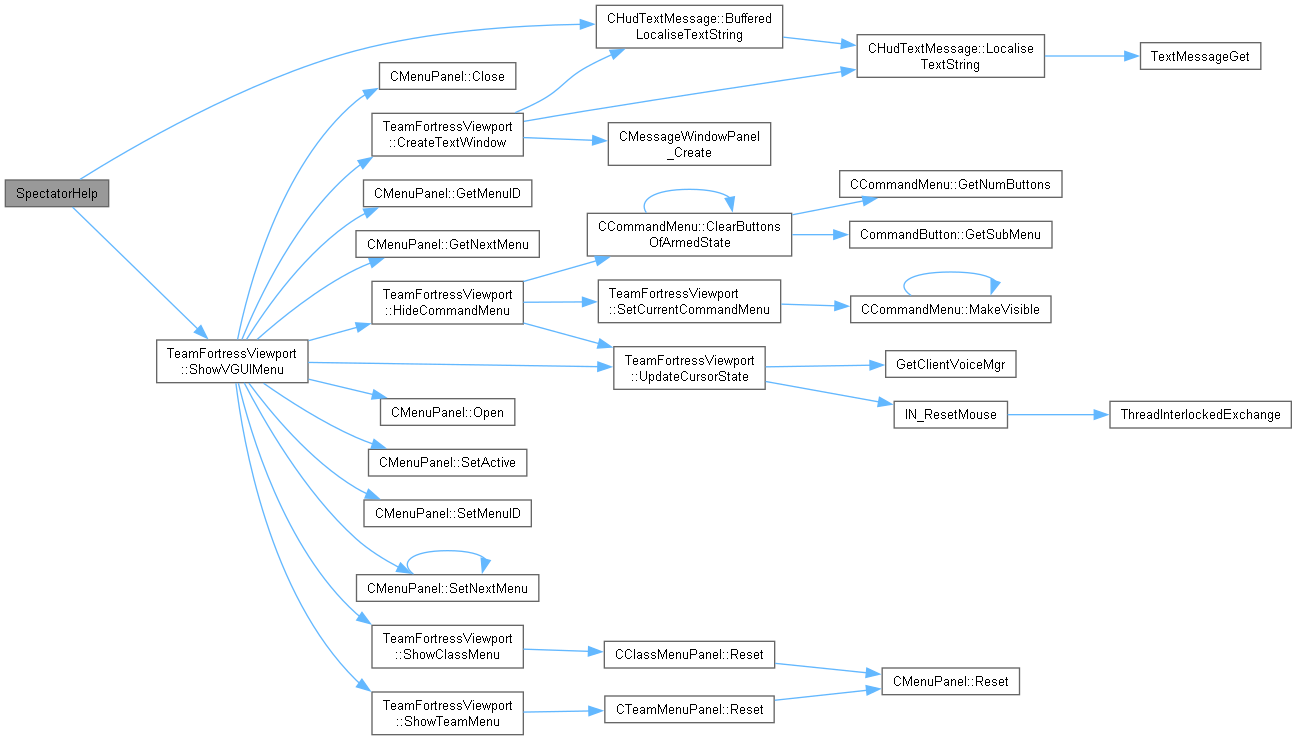 SpectatorHelp
TeamFortressViewport
::ShowVGUIMenu
CMenuPanel::Close
TeamFortressViewport
::CreateTextWindow
CMenuPanel::GetMenuID
CMenuPanel::GetNextMenu
TeamFortressViewport
::HideCommandMenu
CMenuPanel::Open
CMenuPanel::SetActive
CMenuPanel::SetMenuID
CMenuPanel::SetNextMenu
TeamFortressViewport
::ShowClassMenu
TeamFortressViewport
::ShowTeamMenu
CHudTextMessage::Buffered
LocaliseTextString
CMessageWindowPanel
_Create
CCommandMenu::ClearButtons
OfArmedState
TeamFortressViewport
::SetCurrentCommandMenu
TeamFortressViewport
::UpdateCursorState
CClassMenuPanel::Reset
CTeamMenuPanel::Reset
CHudTextMessage::Localise
TextString
CCommandMenu::GetNumButtons
CommandButton::GetSubMenu
CCommandMenu::MakeVisible
GetClientVoiceMgr
IN_ResetMouse
CMenuPanel::Reset
TextMessageGet
ThreadInterlockedExchange